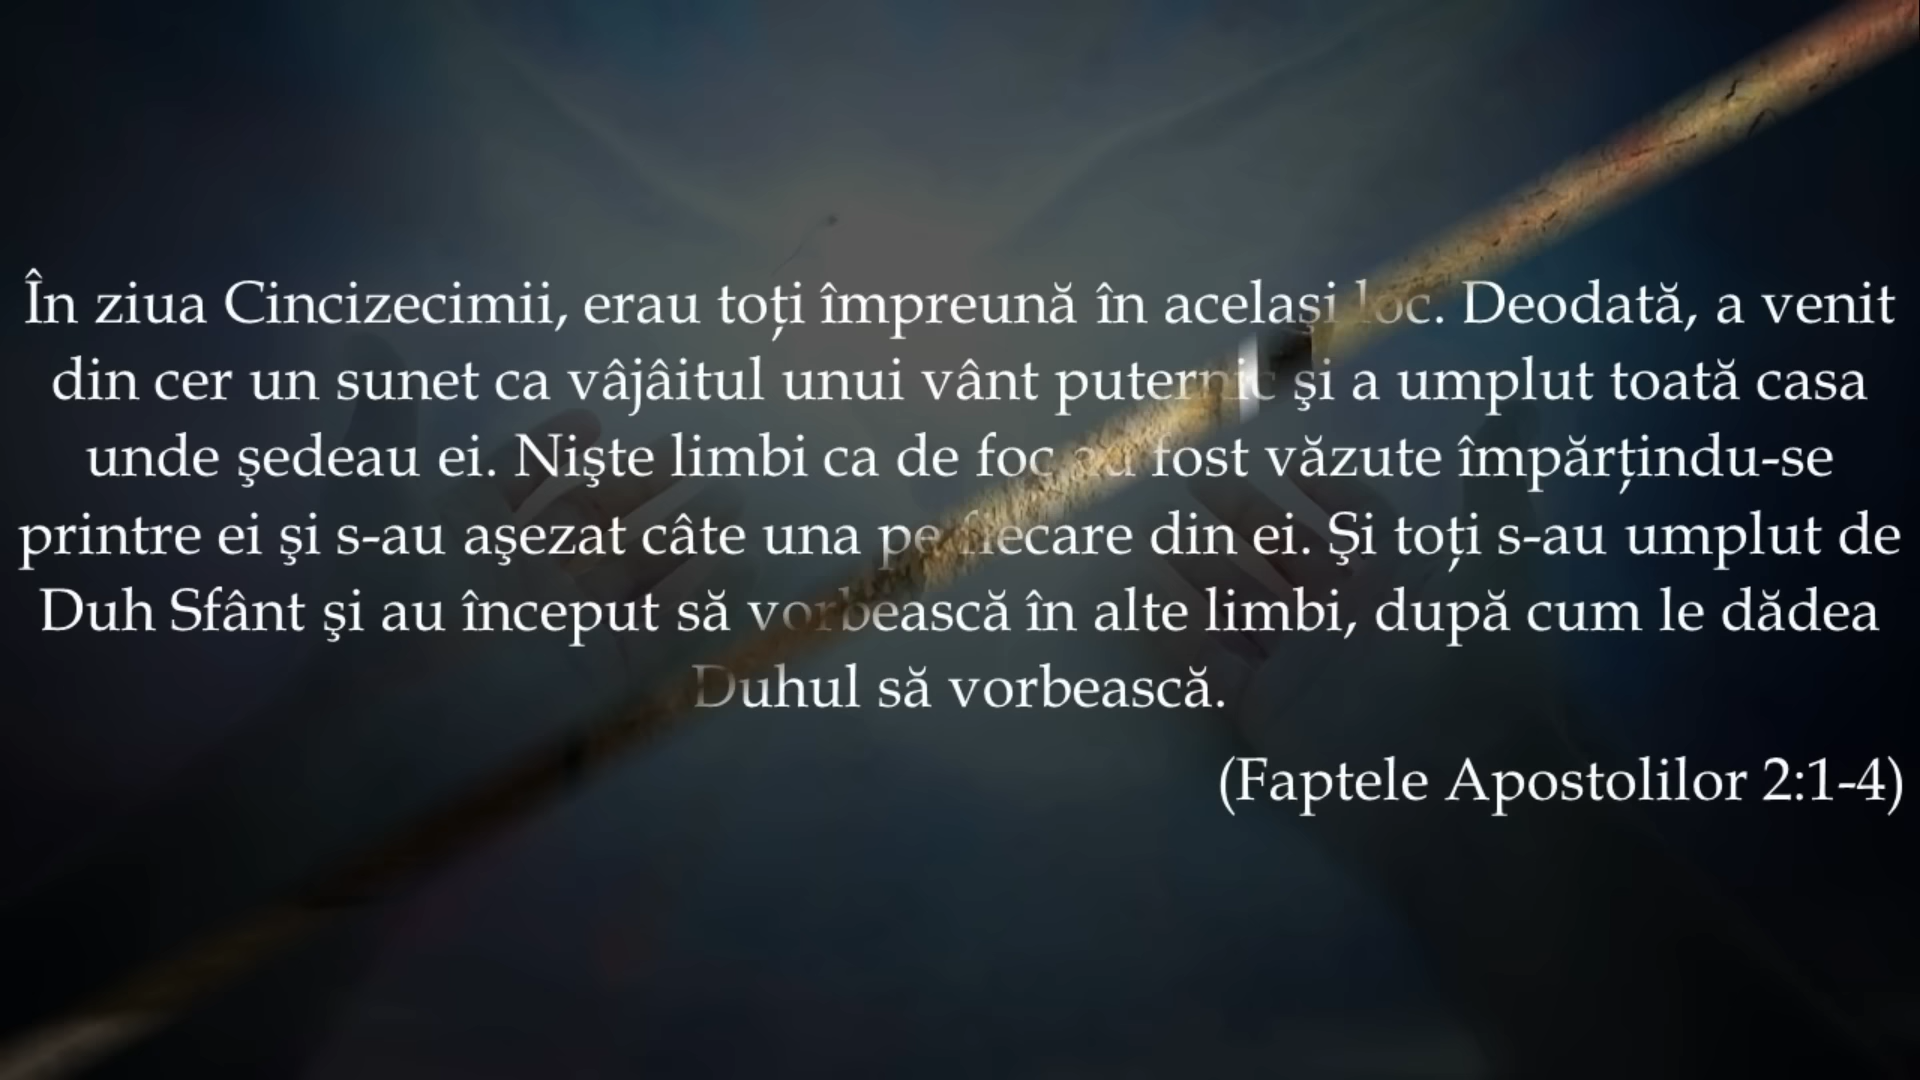 În ziua Cincizecimii, erau toți împreună în același loc. Deodată, a venit
din cer un sunet ca vâjâitul unui vânt puternic şi a umplut toată casa
unde şedeau ei. Nişte limbi ca de foc au fost văzute împărțindu-se
printre ei şi s-au aşezat câte una pe fiecare din ei. Şi toți s-au umplut de
Duh Sfânt şi au început să vorbească în alte limbi, după cum le dădea
Duhul să vorbească.
(Faptele Apostolilor 2:1-4)